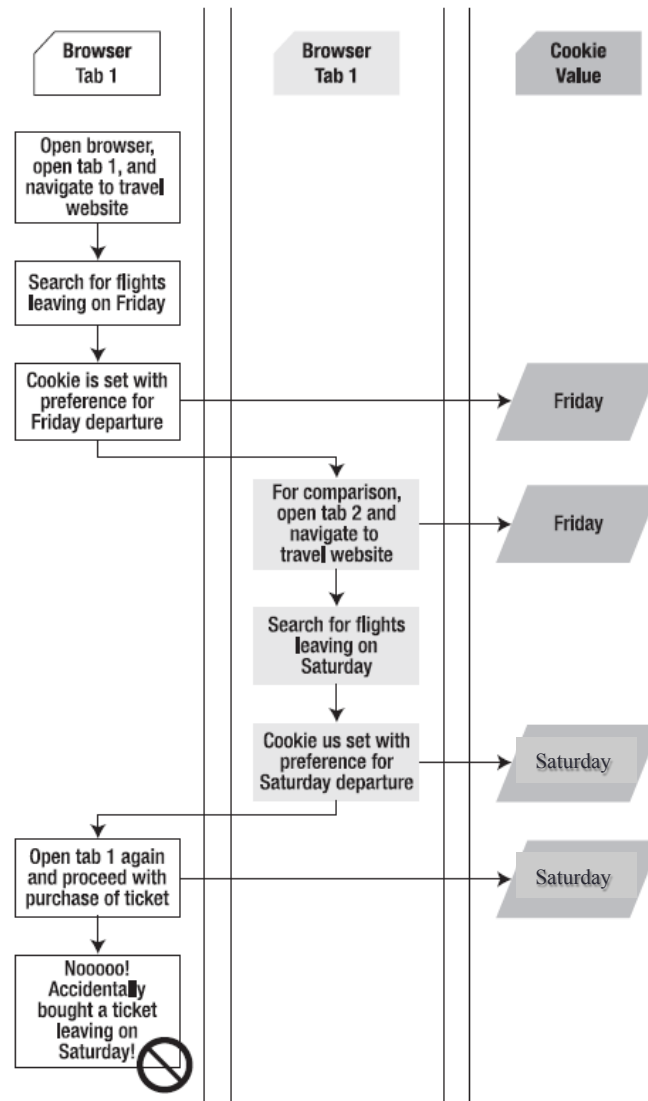 Browser
Tab 1
Browser
Tab 1
Cookie
Value
Open browser,
open tab 1, and
navigate to travel
website
Search for flights
leaving on Friday
Cookie is set with
preference for
Friday departure
Friday
For comparison,
open tab 2 and
navigate to
travel website
Friday
Search for flights
leaving on
Saturday
Cookie us set with
preference for
Saturday departure
Saturday
Open tab 1 again
and proceed with
purchase of ticket
Saturday
Nooooo!
Accidentally
bought a ticket
leaving on
Saturday!